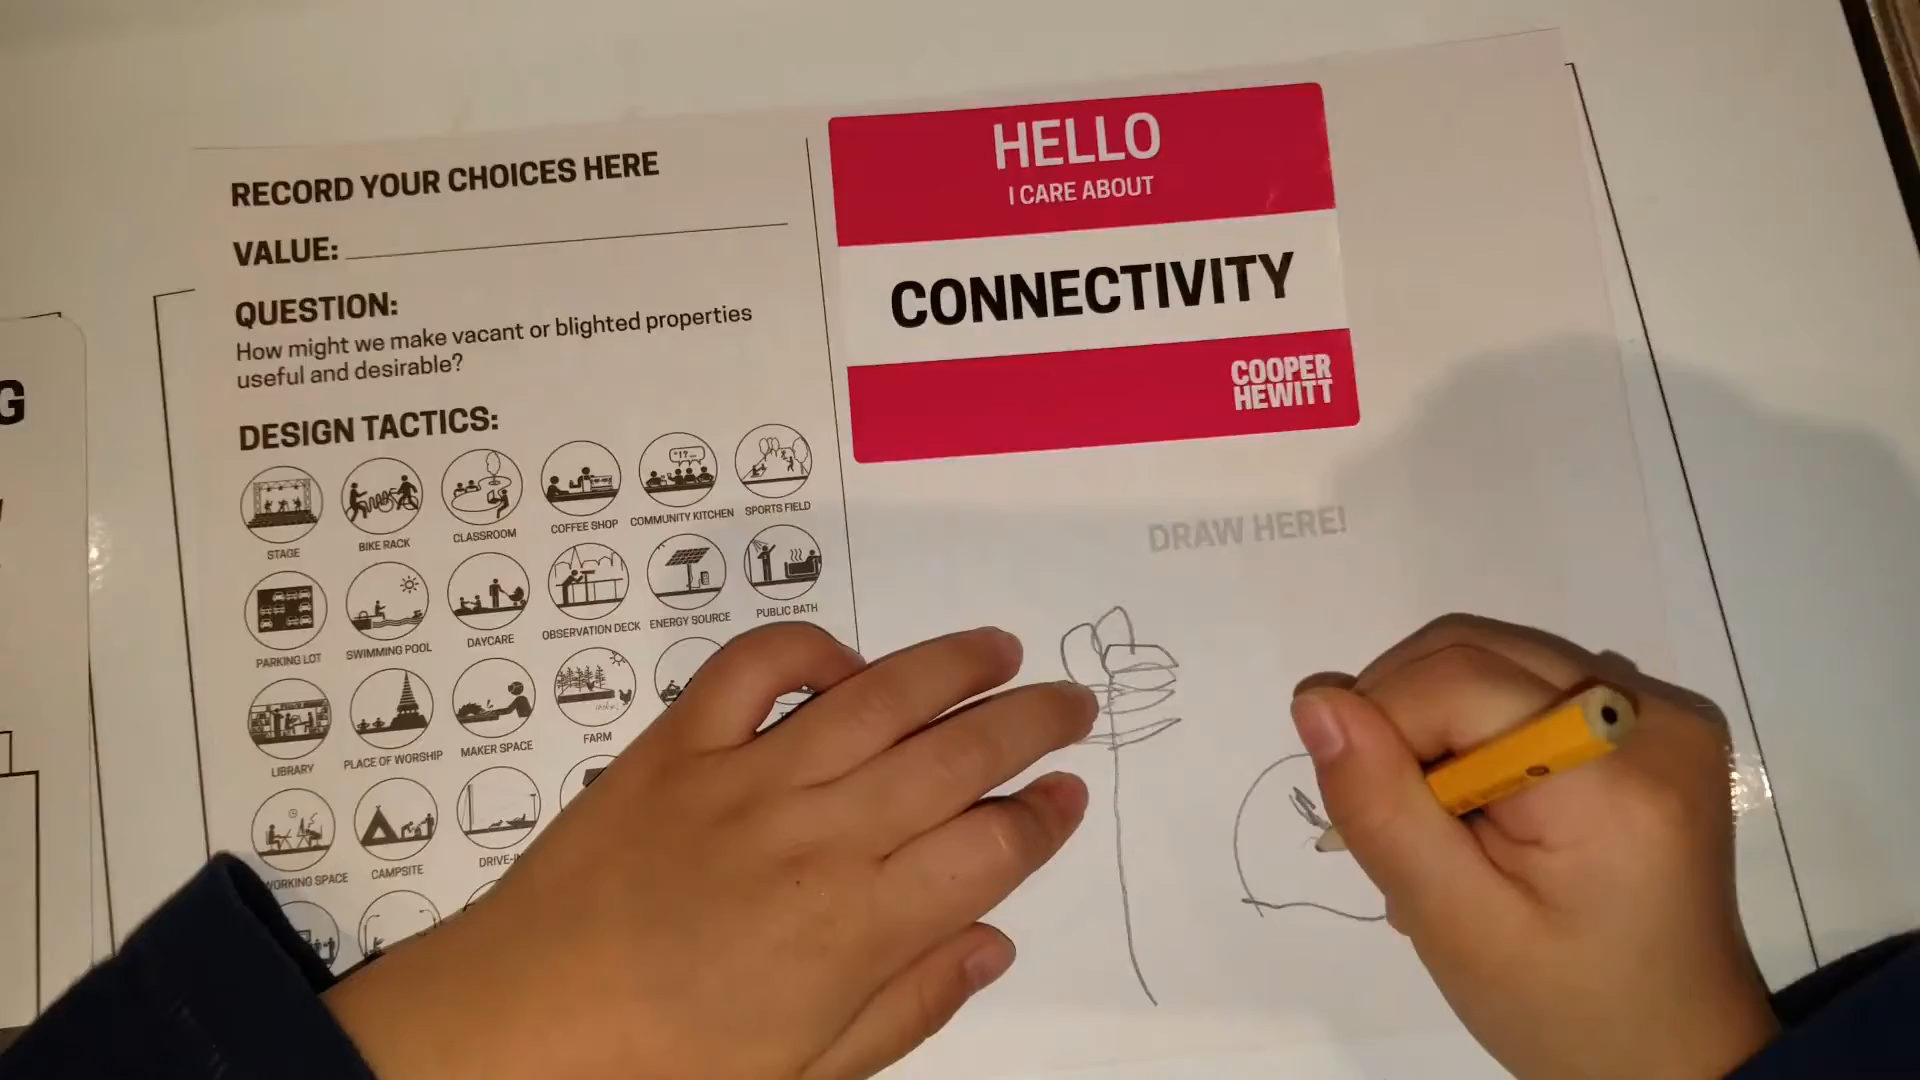 RECORD YOUR CHOICES HERE
VALUE:
QUESTION:
How might we make vacant or blighted properties
useful and desirable?
DESIGN TACTICS:
STAGE
BIKE RACK
CLASSROOM
COFFEE SHOP
COMMUNITY KITCHEN
SPORTS FIELD
PARKING LOT
SWIMMING POOL
DAYCARE
OBSERVATION DECK
ENERGY SOURCE
PUBLIC BATH
LIBRARY
PLACE OF WORSHIP
MAKER SPACE
FARM
WORKING SPACE
CAMPSITE
DRIVE-IN
HELLO
I CARE ABOUT
CONNECTIVITY
COOPER
HEWITT
DRAW HERE!
G